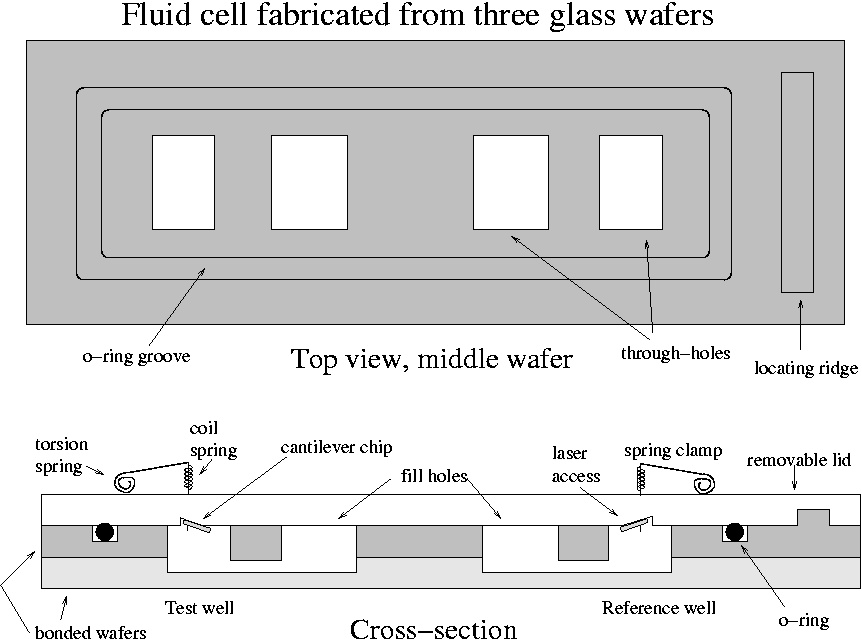 Fluid cell fabricated from three glass wafers
o-ring groove
Top view, middle wafer
through-holes
locating ridge
torsion
spring
coil
spring
cantilever chip
fill holes
laser
access
spring clamp
removable lid
bonded wafers
Test well
Cross-section
Reference well
o-ring